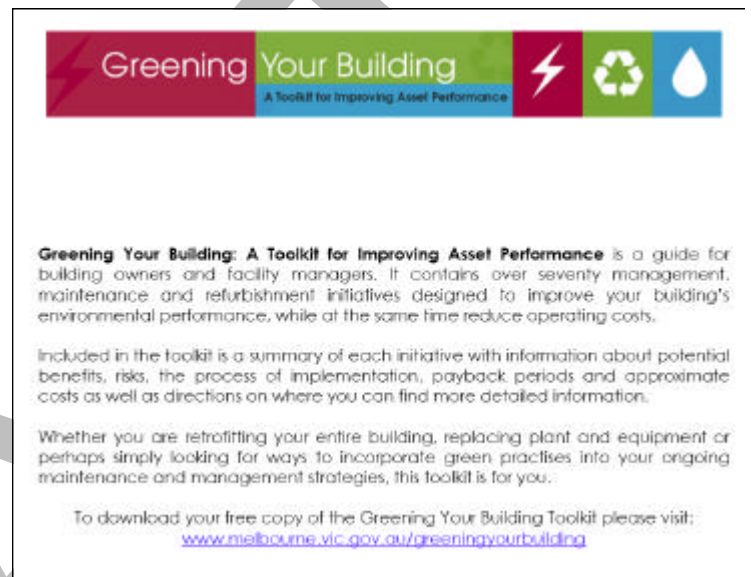 Greening Your Building
A Toolkit for Improving Asset Performance
Greening Your Building: A Toolkit for Improving Asset Performance is a guide for
building owners and facility managers. It contains over seventy management,
maintenance and refurbishment initiatives designed to improve your building's
environmental performance, while at the same time reduce operating costs.
Included in the toolkit is a summary of each initiative with information about potential
benefits, risks, the process of implementation, payback periods and approximate
costs as well as directions on where you can find more detailed information.
Whether you are retrofitting your entire building, replacing plant and equipment or
perhaps simply looking for ways to incorporate green practises into your ongoing
maintenance and management strategies, this toolkit is for you.
To download your free copy of the Greening Your Building Toolkit please visit:
www.melbourne.vic.gov.au/greeningyourbuilding